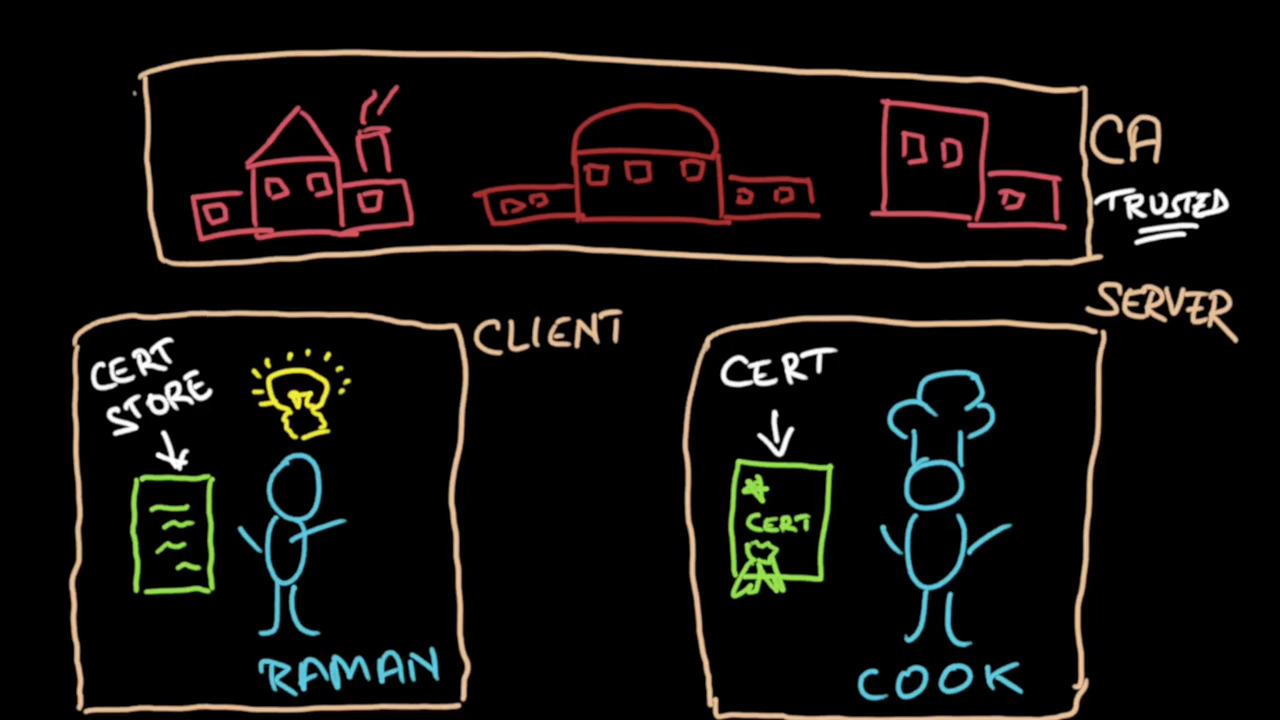 CA
TRUSTED
SERVER
CLIENT
CERT
STORE
CERT
CERT
RAMAN
COOK